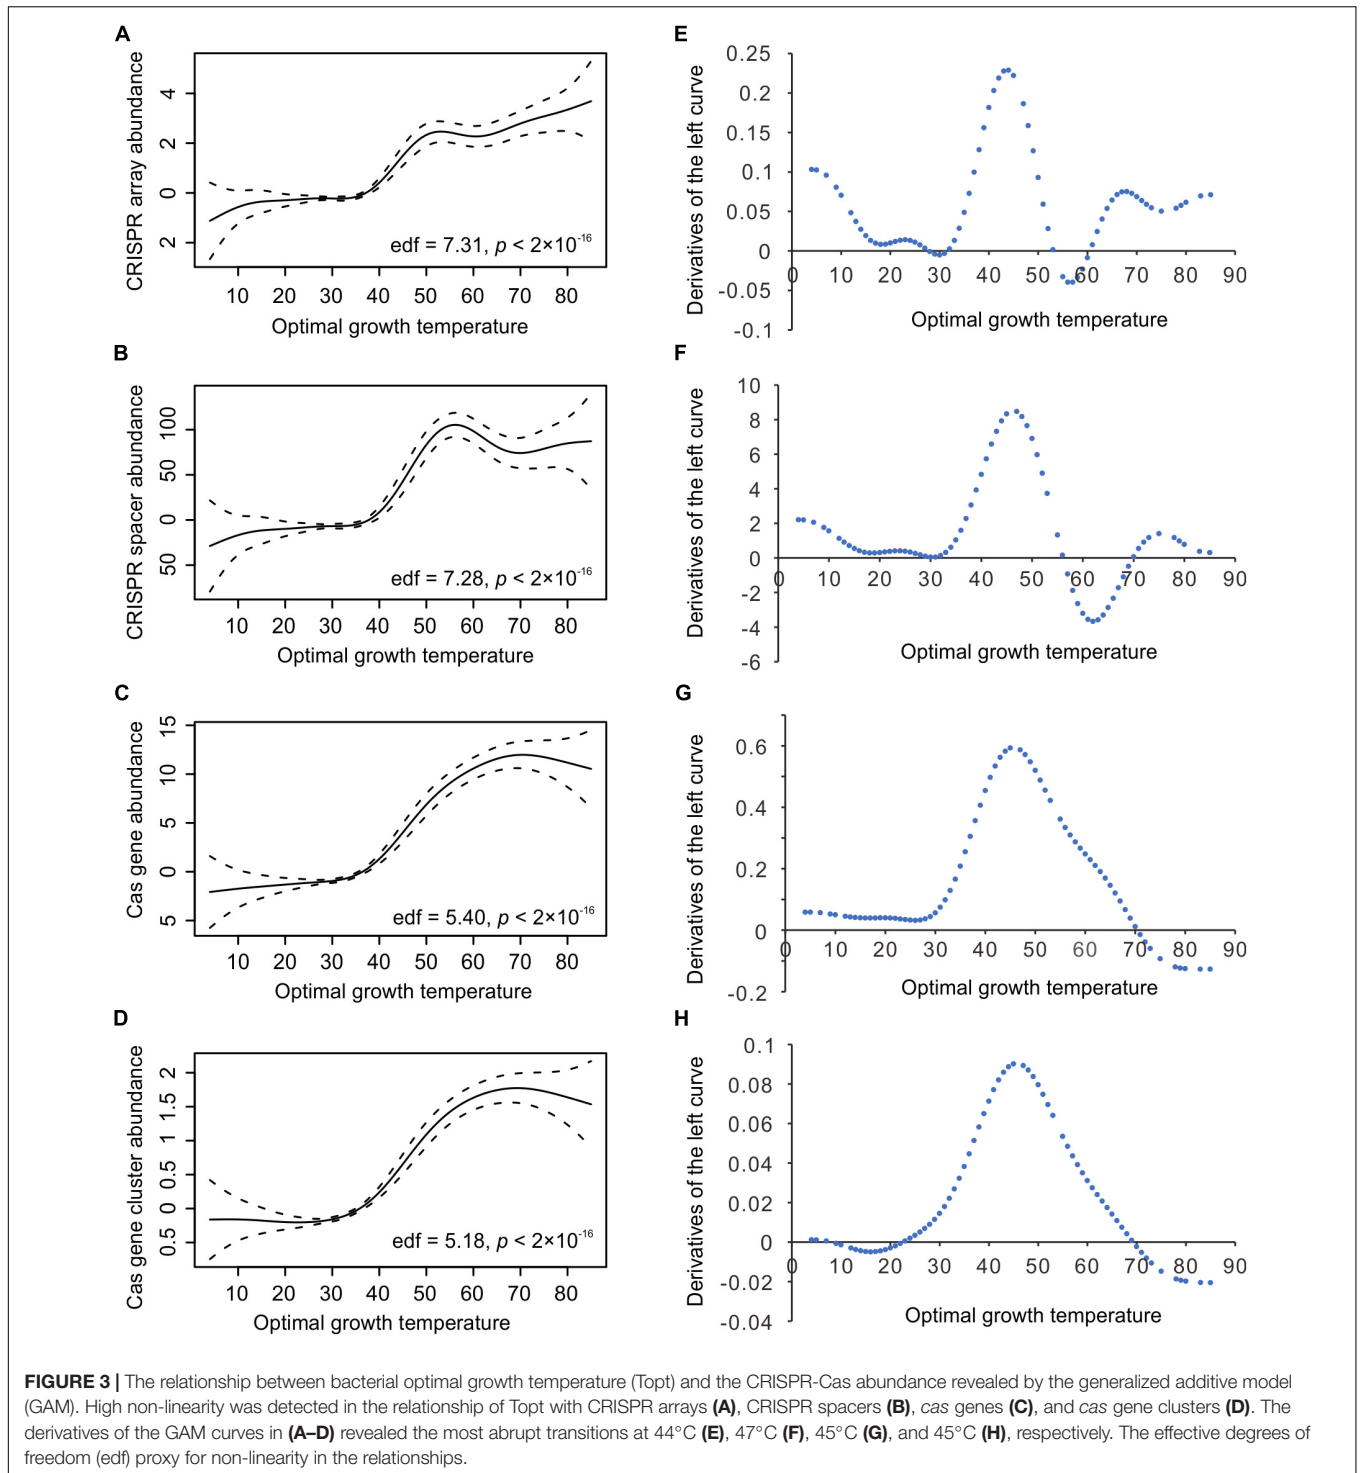 A
CRISPR array abundance
4
2
0
2
edf = 7.31, p < 2×10-16
10 20 30 40 50 60 70 80
Optimal growth temperature
E
Derivatives of the left curve
0.25
0.2
0.15
0.1
0.05
0
-0.05
-0.1
0 10 20 30 40 50 60 70 80 90
Optimal growth temperature
B
CRISPR spacer abundance
100
50
0
50
edf = 7.28, p < 2×10-16
10 20 30 40 50 60 70 80
Optimal growth temperature
F
Derivatives of the left curve
10
8
6
4
2
0
-2
-4
-6
0 10 20 30 40 50 60 70 80 90
Optimal growth temperature
C
Cas gene abundance
15
10
5
0
5
edf = 5.40, p < 2×10-16
10 20 30 40 50 60 70 80
Optimal growth temperature
G
Derivatives of the left curve
0.6
0.4
0.2
0
-0.2
0 10 20 30 40 50 60 70 80 90
Optimal growth temperature
D
Cas gene cluster abundance
2
1.5
1
0.5
0
0.5
edf = 5.18, p < 2×10-16
10 20 30 40 50 60 70 80
Optimal growth temperature
H
Derivatives of the left curve
0.1
0.08
0.06
0.04
0.02
0
-0.02
-0.04
0 10 20 30 40 50 60 70 80 90
Optimal growth temperature
FIGURE 3 | The relationship between bacterial optimal growth temperature (Topt) and the CRISPR-Cas abundance revealed by the generalized additive model
(GAM). High non-linearity was detected in the relationship of Topt with CRISPR arrays (A), CRISPR spacers (B), cas genes (C), and cas gene clusters (D). The
derivatives of the GAM curves in (A–D) revealed the most abrupt transitions at 44°C (E), 47°C (F), 45°C (G), and 45°C (H), respectively. The effective degrees of
freedom (edf) proxy for non-linearity in the relationships.